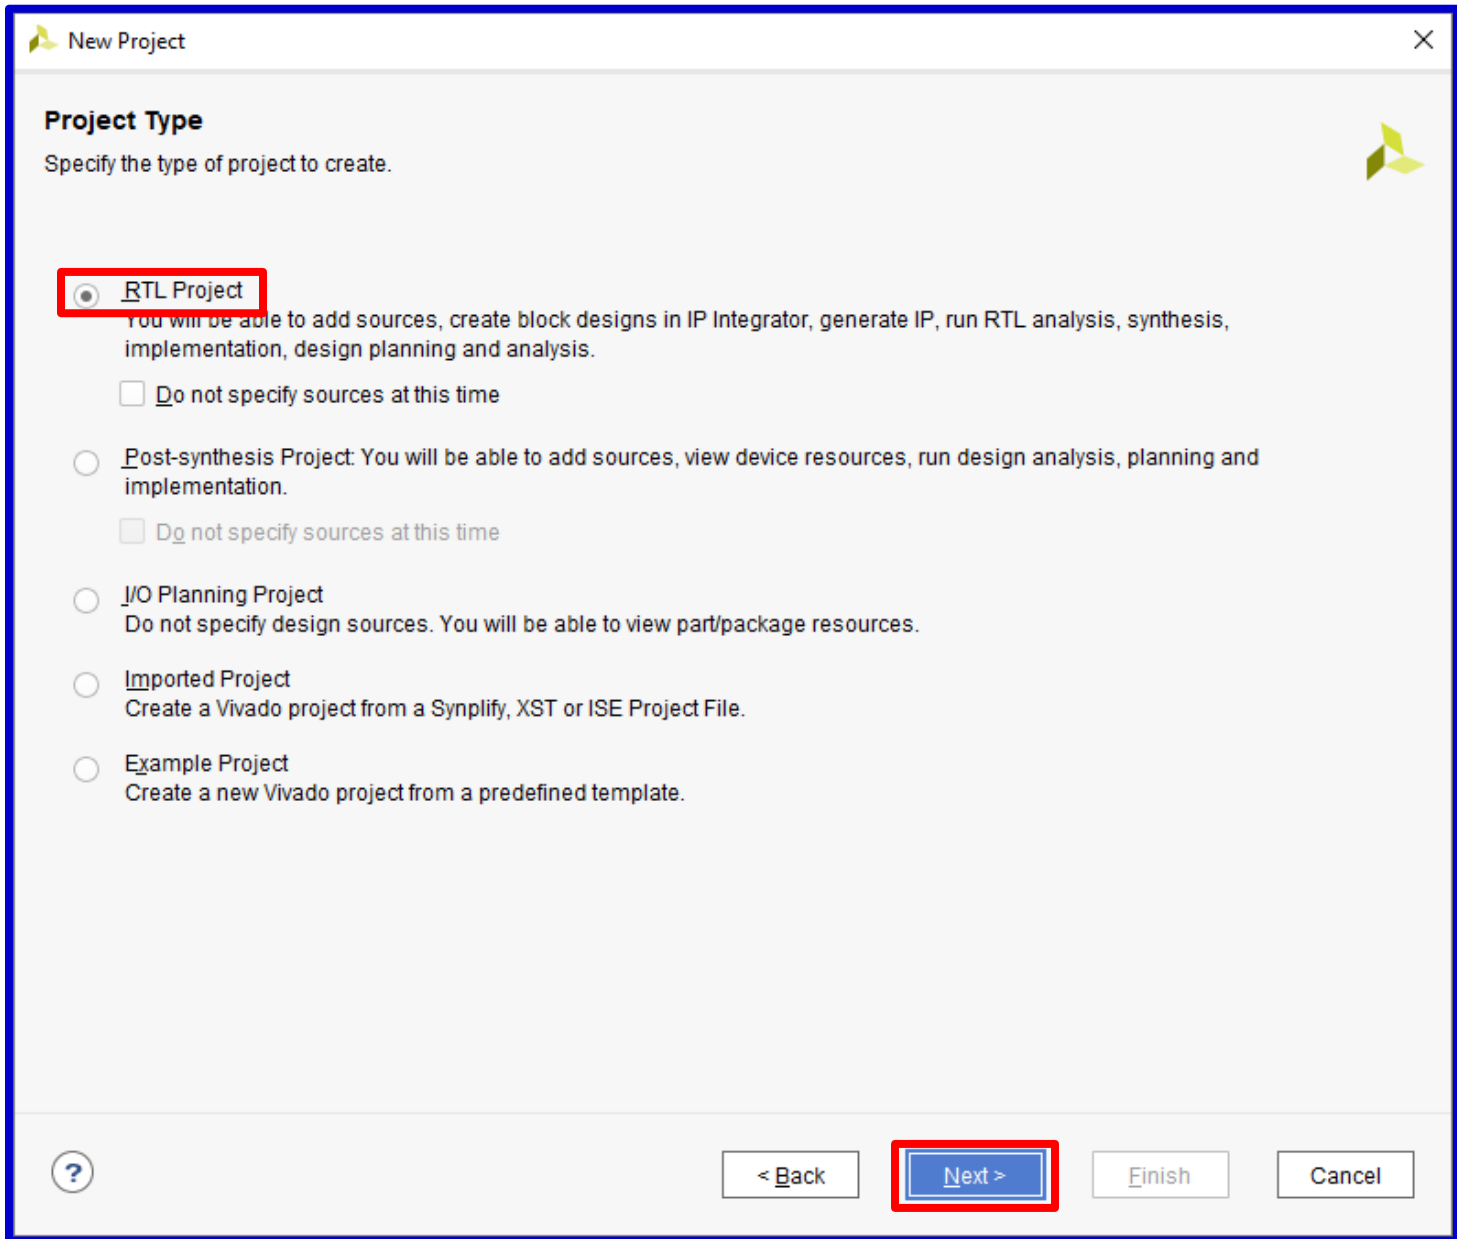 New Project
Project Type
Specify the type of project to create.
RTL Project
You will be able to add sources, create block designs in IP Integrator, generate IP, run RTL analysis, synthesis,
implementation, design planning and analysis.
Do not specify sources at this time
Post-synthesis Project: You will be able to add sources, view device resources, run design analysis, planning and
implementation.
Do not specify sources at this time
I/O Planning Project
Do not specify design sources. You will be able to view part/package resources.
Imported Project
Create a Vivado project from a Synplify, XST or ISE Project File.
Example Project
Create a new Vivado project from a predefined template.
?
< Back
Next >
Finish
Cancel